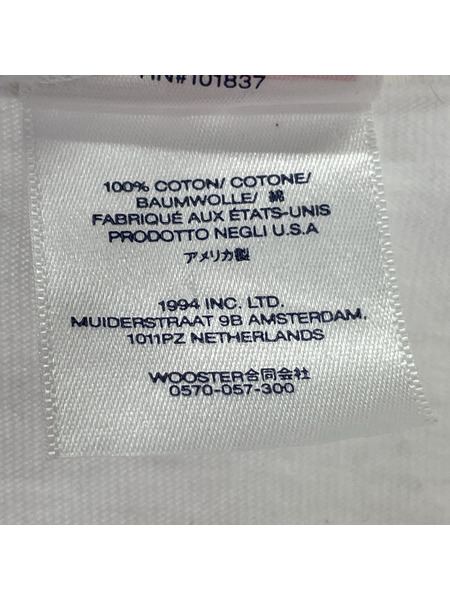 RN#101837
100% COTON/ COTONE/
BAUMWOLLE/ 綿
FABRIQUÉ AUX ÉTATS-UNIS
PRODOTTO NEGLI U.S.A
アメリカ製
1994 INC. LTD.
MUIDERSTRAAT 9B AMSTERDAM,
1011PZ NETHERLANDS
WOOSTER合同会社
0570-057-300